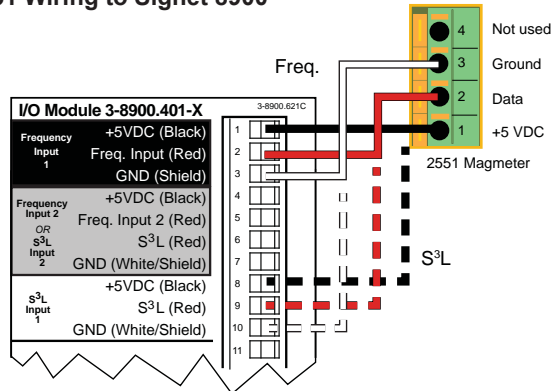 51 Wiring to Signet 8900
Freq.
4 Not used
3 Ground
2 Data
1 +5 VDC
2551 Magmeter
S³L
I/O Module 3-8900.401-X
3-8900.621C
Frequency
Input
1
+5VDC (Black)
Freq. Input (Red)
GND (Shield)
Frequency
Input 2
OR
S³L
Input
2
+5VDC (Black)
Freq. Input 2 (Red)
S³L (Red)
GND (White/Shield)
S³L
Input
1
+5VDC (Black)
S³L (Red)
GND (White/Shield)
1
2
3
4
5
6
7
8
9
10
11